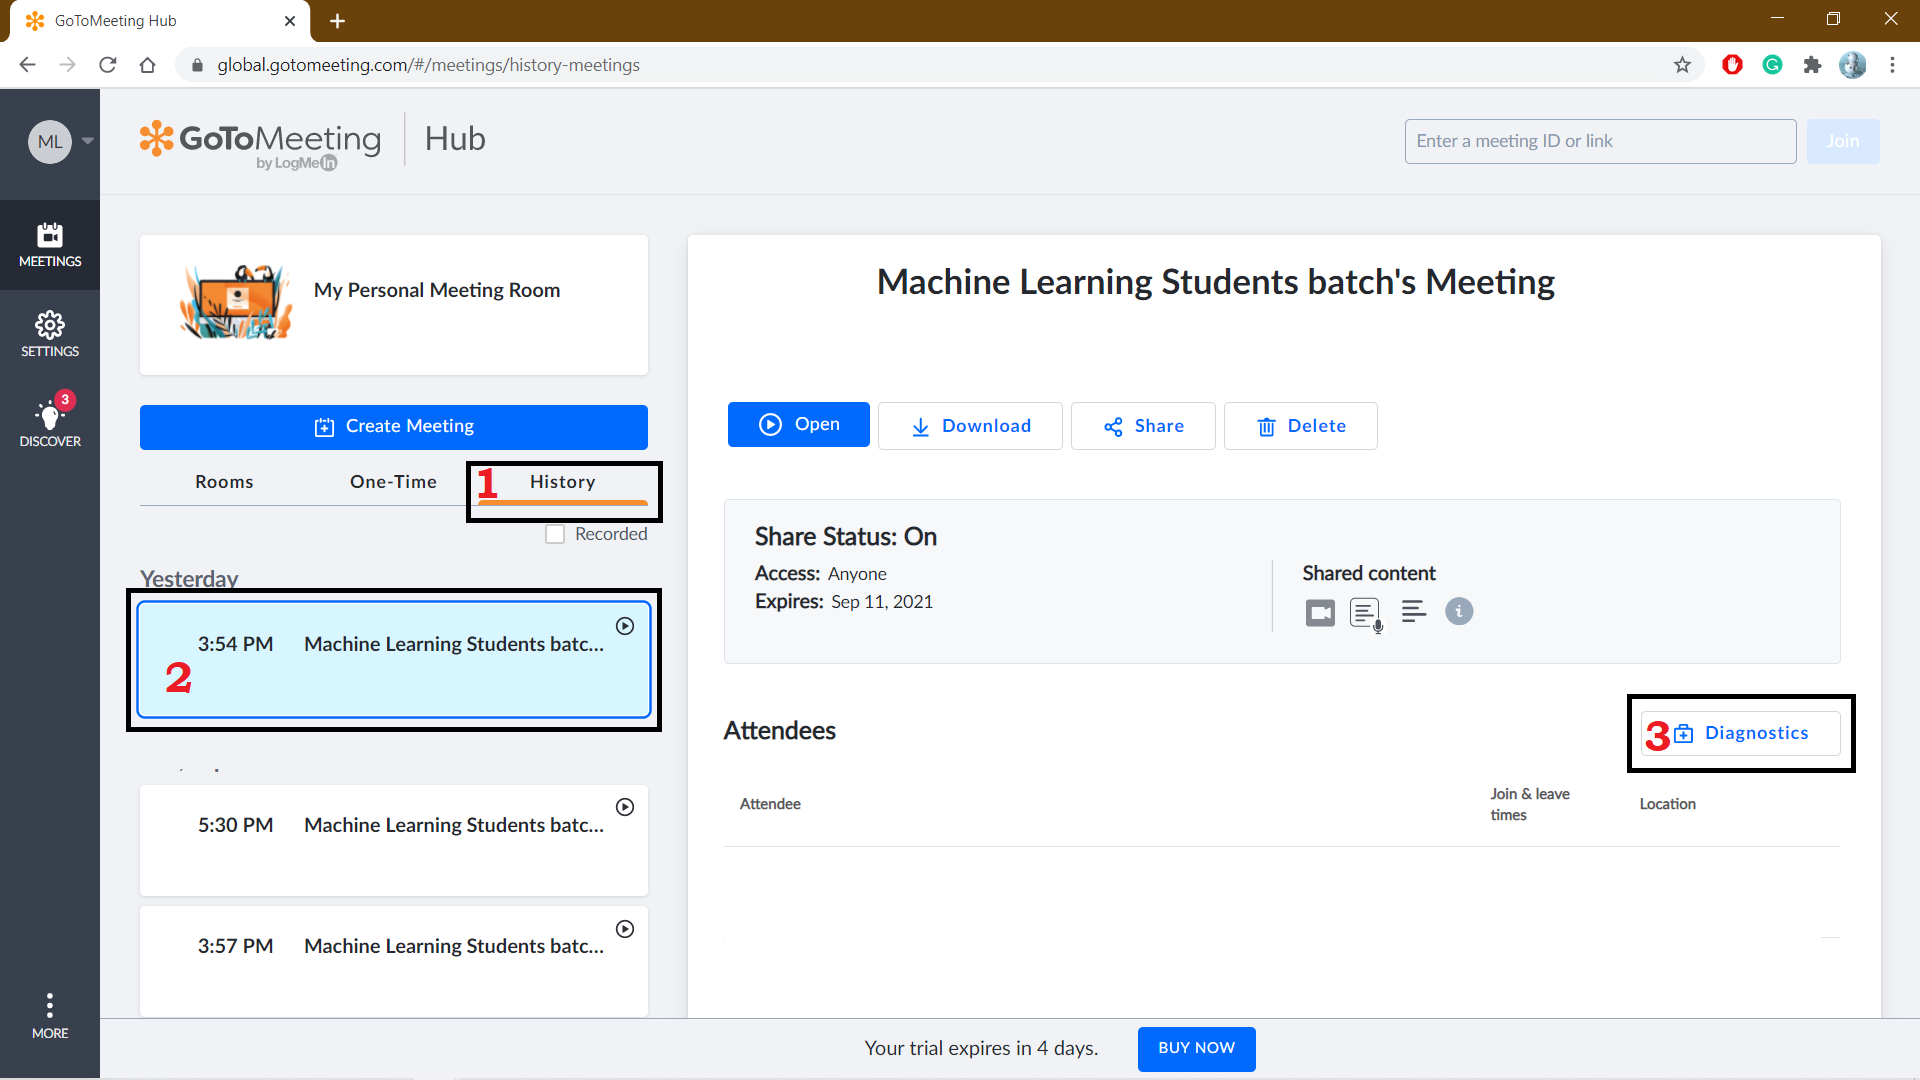 GoToMeeting Hub
global.gotomeeting.com/#/meetings/history-meetings
ML
GoToMeeting
by LogMeIn
Hub
Enter a meeting ID or link
Join
MEETINGS
SETTINGS
3
DISCOVER
MORE
My Personal Meeting Room
Create Meeting
Rooms
One-Time
1
History
Recorded
Yesterday
3:54 PM Machine Learning Students batc...
2
5:30 PM Machine Learning Students batc...
3:57 PM Machine Learning Students batc...
Machine Learning Students batch's Meeting
Open
Download
Share
Delete
Share Status: On
Access: Anyone
Expires: Sep 11, 2021
Shared content
Attendees
3
Diagnostics
Attendee
Join & leave
times
Location
Your trial expires in 4 days.
BUY NOW